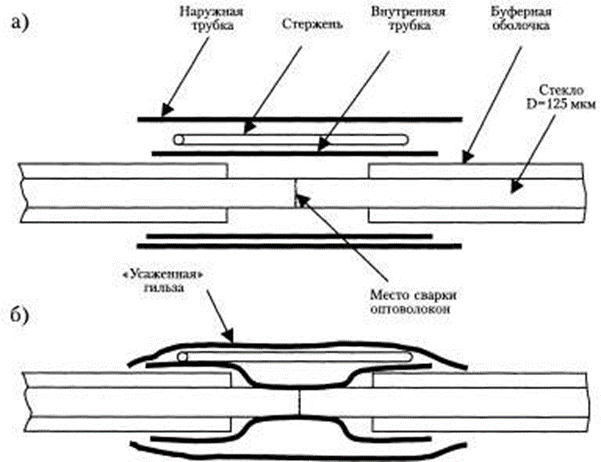 а)
Наружная
трубка
Стержень
Внутренняя
трубка
Буферная
оболочка
Стекло
D=125 мкм
«Усаженная»
гильза
Место сварки
оптоволокон
б)